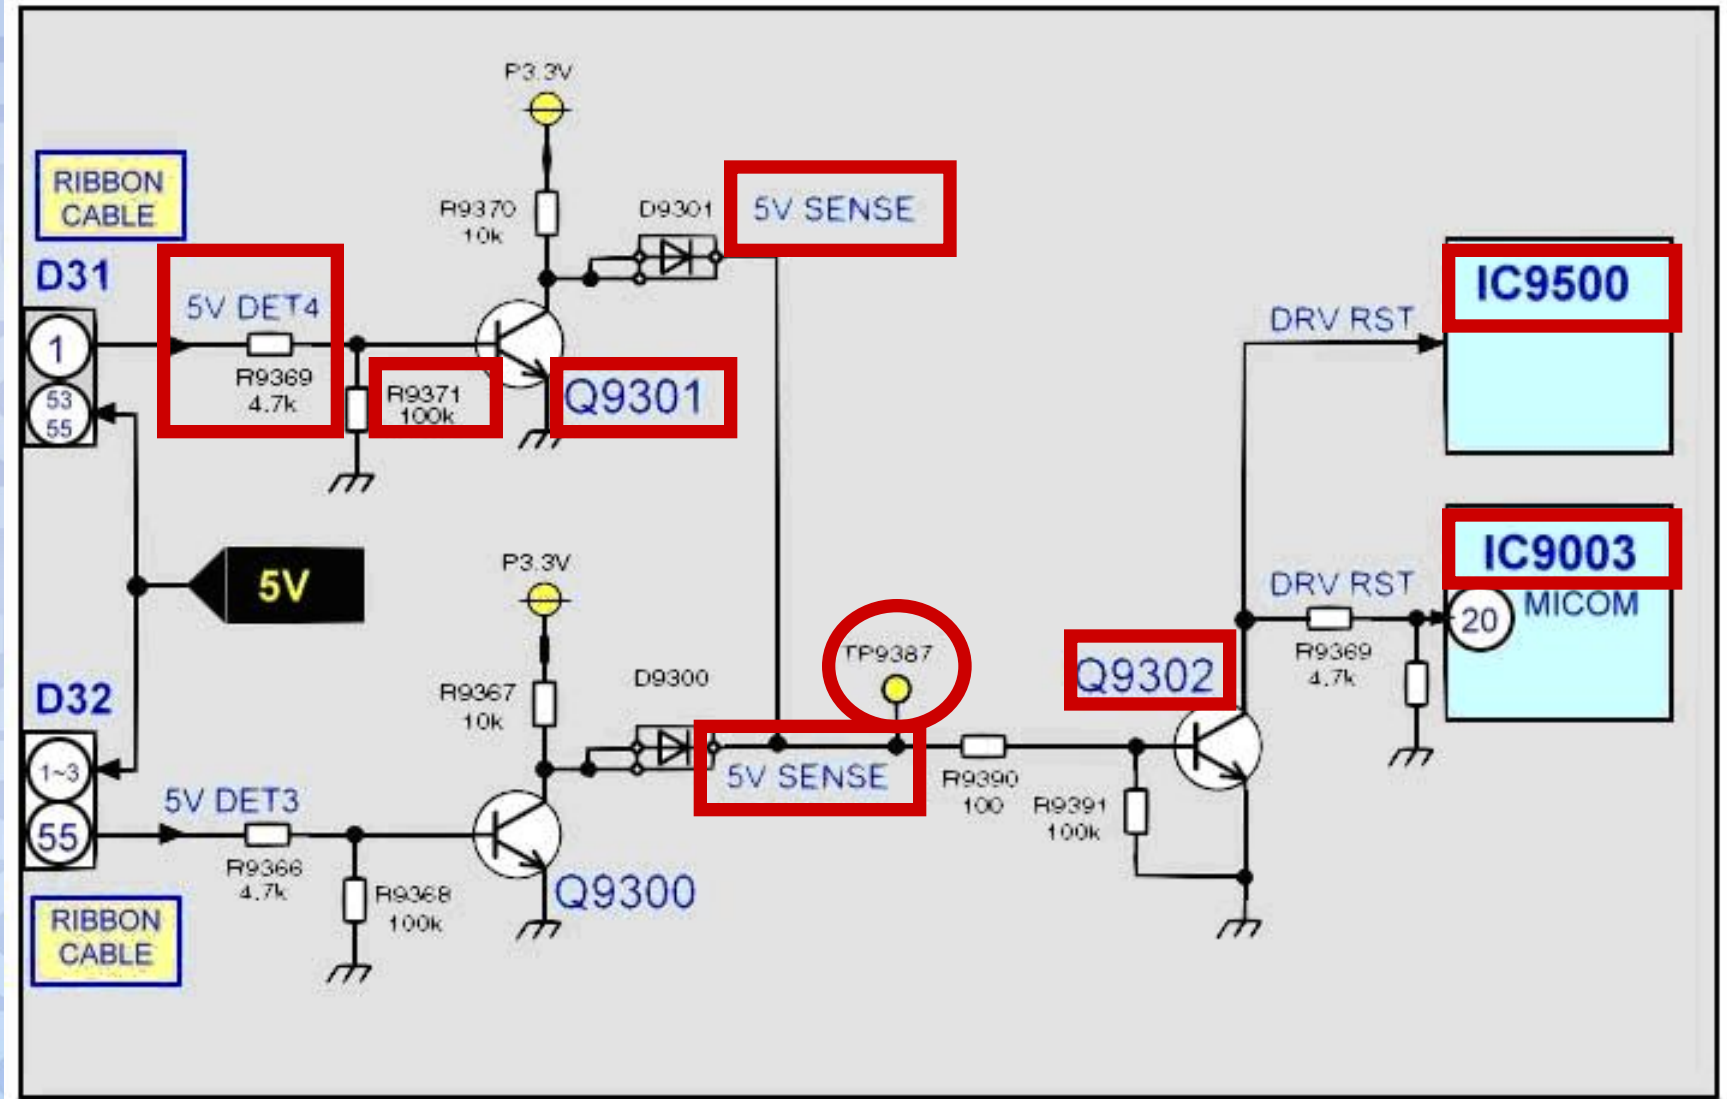 P3.3V
RIBBON
CABLE
R9370
10k
D9301
5V SENSE
D31
IC9500
5V DET4
DRV RST
1
R9369
4.7k
R9371
100k
Q9301
53
55
P3.3V
5V
IC9003
DRV RST
MICOM
20
TP9387
Q9302
R9369
4.7k
D32
R9367
10k
D9300
1~3
5V SENSE
R9390
100
R9391
100k
5V DET3
55
R9366
4.7k
R9368
100k
Q9300
RIBBON
CABLE